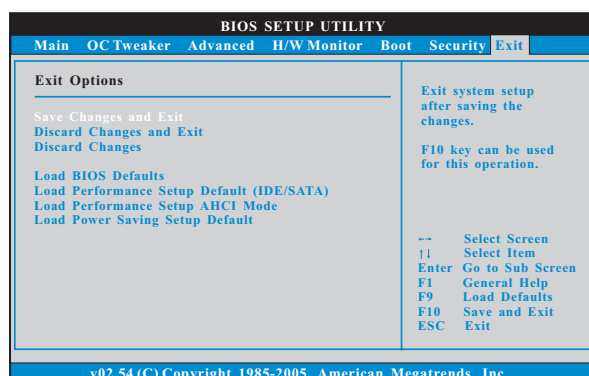 BIOS SETUP UTILITY
Main OC Tweaker Advanced H/W Monitor Boot Security Exit
Exit Options
Save Changes and Exit
Discard Changes and Exit
Discard Changes
Load BIOS Defaults
Load Performance Setup Default (IDE/SATA)
Load Performance Setup AHCI Mode
Load Power Saving Setup Default
Exit system setup
after saving the
changes.
F10 key can be used
for this operation.
←→ Select Screen
↑↓ Select Item
Enter Go to Sub Screen
F1 General Help
F9 Load Defaults
F10 Save and Exit
ESC Exit
v02.54 (C) Copyright 1985-2005, American Megatrends, Inc.